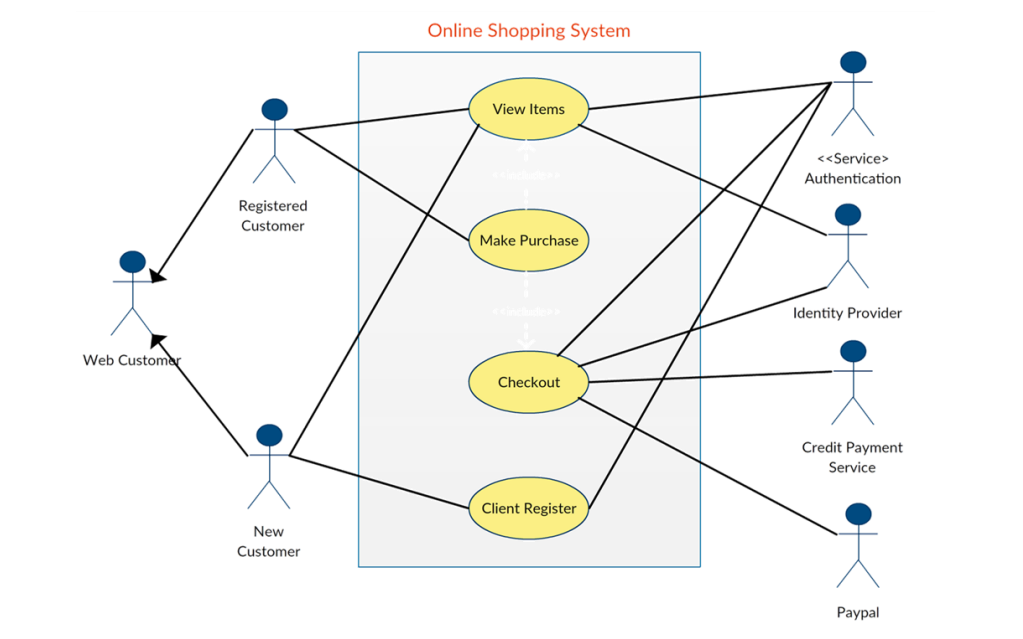 Online Shopping System
View Items
<<Service>
Authentication
<<include>>
Registered
Customer
Make Purchase
Identity Provider
<<include>>
Web Customer
Checkout
Credit Payment
Service
Client Register
New
Customer
Paypal